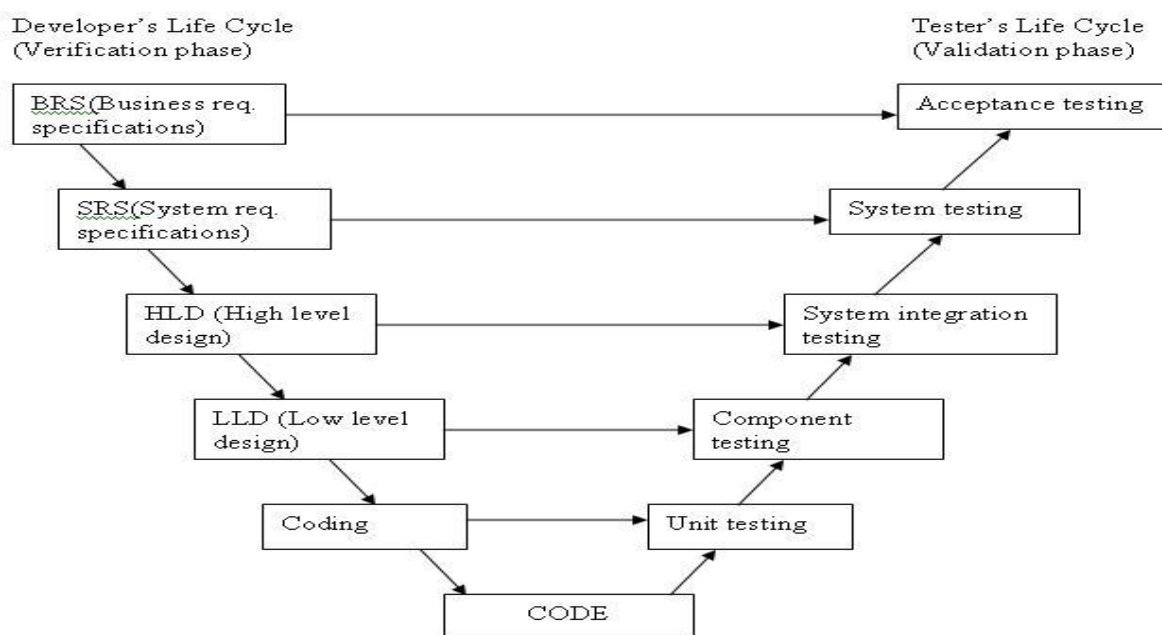 Developer's Life Cycle
(Verification phase)
Tester's Life Cycle
(Validation phase)
BRS(Business req.
specifications)
Acceptance testing
SRS(System req.
specifications)
System testing
HLD (High level
design)
System integration
testing
LLD (Low level
design)
Component
testing
Coding
Unit testing
CODE